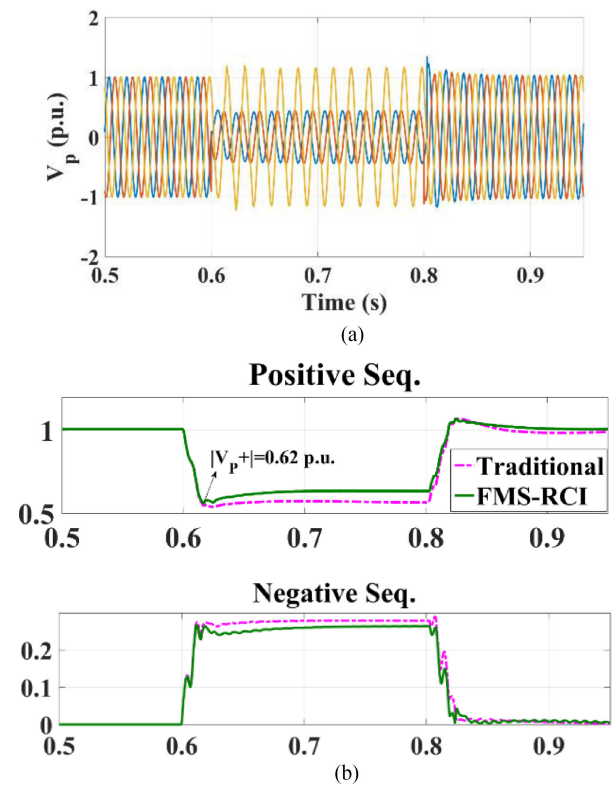 2
1
0
-1
-2
V_p (p.u.)
0.5 0.6 0.7 0.8 0.9
Time (s)
(a)
Positive Seq.
1
0.5
|V_P+|=0.62 p.u.
Traditional
FMS-RCI
0.5 0.6 0.7 0.8 0.9
Negative Seq.
0.2
0.1
0
0.5 0.6 0.7 0.8 0.9
(b)